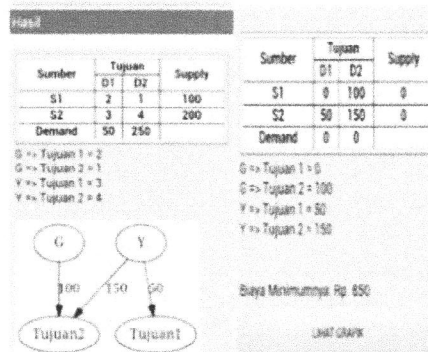 Hasil
Sumber Tujuan Supply
D1 D2
S1 2 1 100
S2 3 4 200
Demand 50 250
G => Tujuan 1 = 2
G => Tujuan 2 = 1
Y => Tujuan 1 = 3
Y => Tujuan 2 = 4
G Y
100 150 50
Tujuan2 Tujuan1
Sumber Tujuan Supply
D1 D2
S1 0 100 0
S2 50 150 0
Demand 0 0
G => Tujuan 1 = 0
G => Tujuan 2 = 100
Y => Tujuan 1 = 50
Y => Tujuan 2 = 150
Biaya Minimumnya: Rp. 850
LIHAT GRAFIK